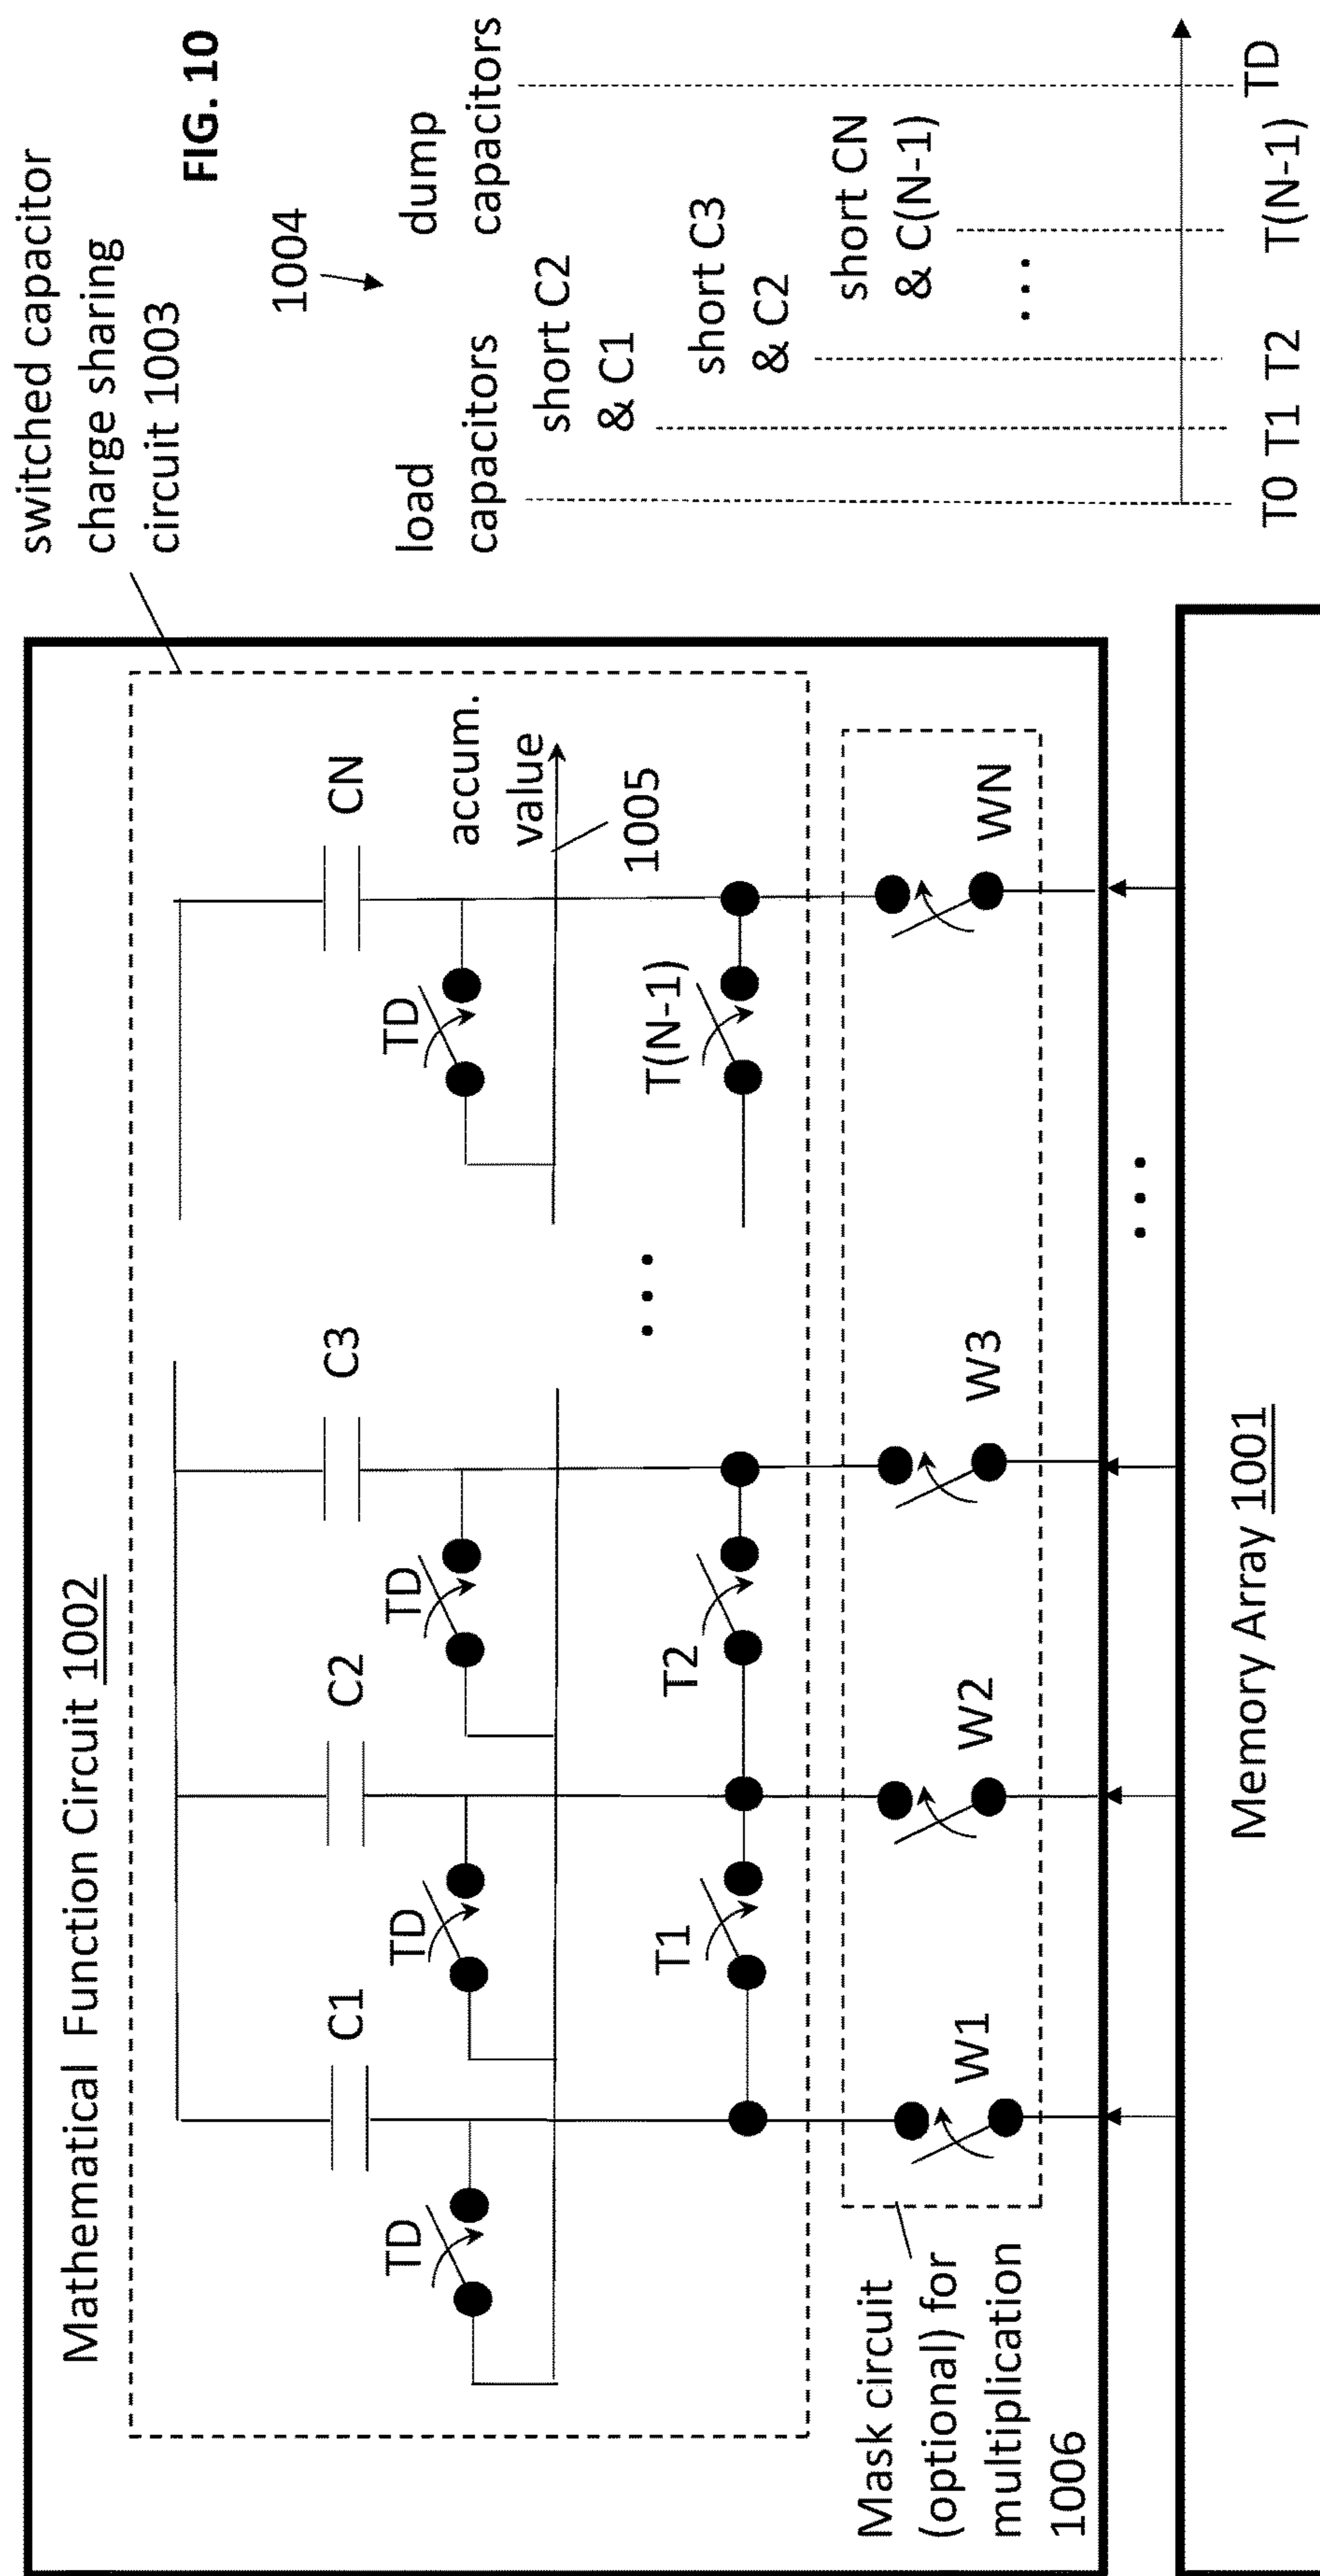 switched capacitor
charge sharing
circuit 1003
FIG. 10
Mathematical Function Circuit 1002
C1
C2
C3
CN
TD
TD
TD
TD
accum.
value
1005
T1
T2
T(N-1)
• • •
W1
W2
W3
WN
Mask circuit
(optional) for
multiplication
1006
• • •
Memory Array 1001
1004
load
capacitors
dump
capacitors
short C2
& C1
short C3
& C2
short CN
& C(N-1)
• • •
T0 T1 T2 T(N-1) TD